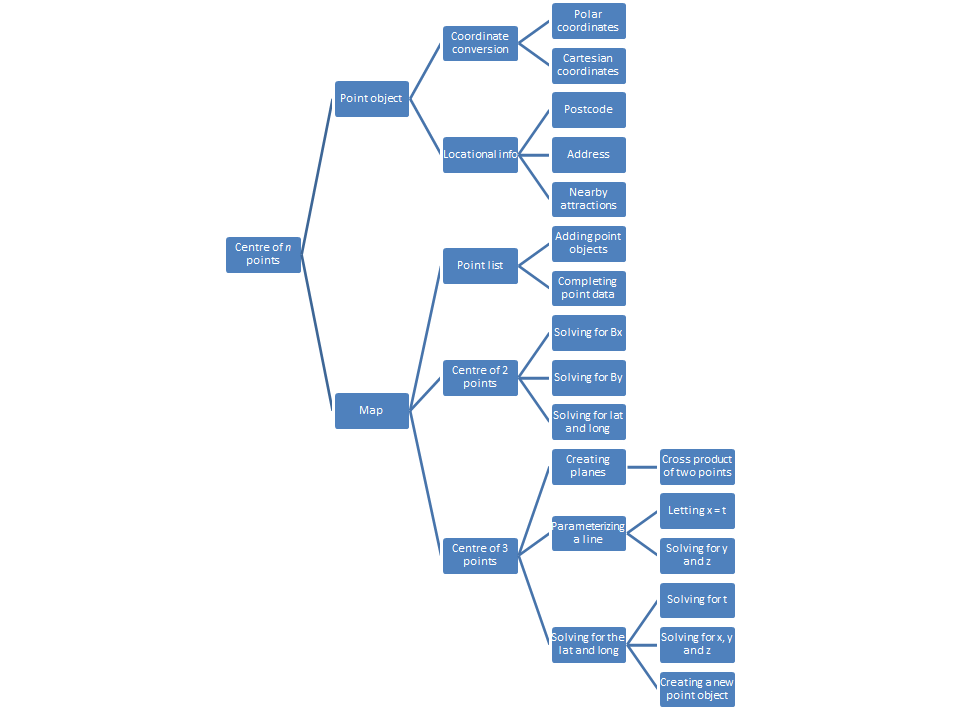 Centre of n
points
Point object
Coordinate
conversion
Polar
coordinates
Cartesian
coordinates
Locational info
Postcode
Address
Nearby
attractions
Map
Point list
Adding point
objects
Completing
point data
Centre of 2
points
Solving for Bx
Solving for By
Solving for lat
and long
Centre of 3
points
Creating
planes
Cross product
of two points
Parameterizing
a line
Letting x = t
Solving for y
and z
Solving for the
lat and long
Solving for t
Solving for x, y
and z
Creating a new
point object